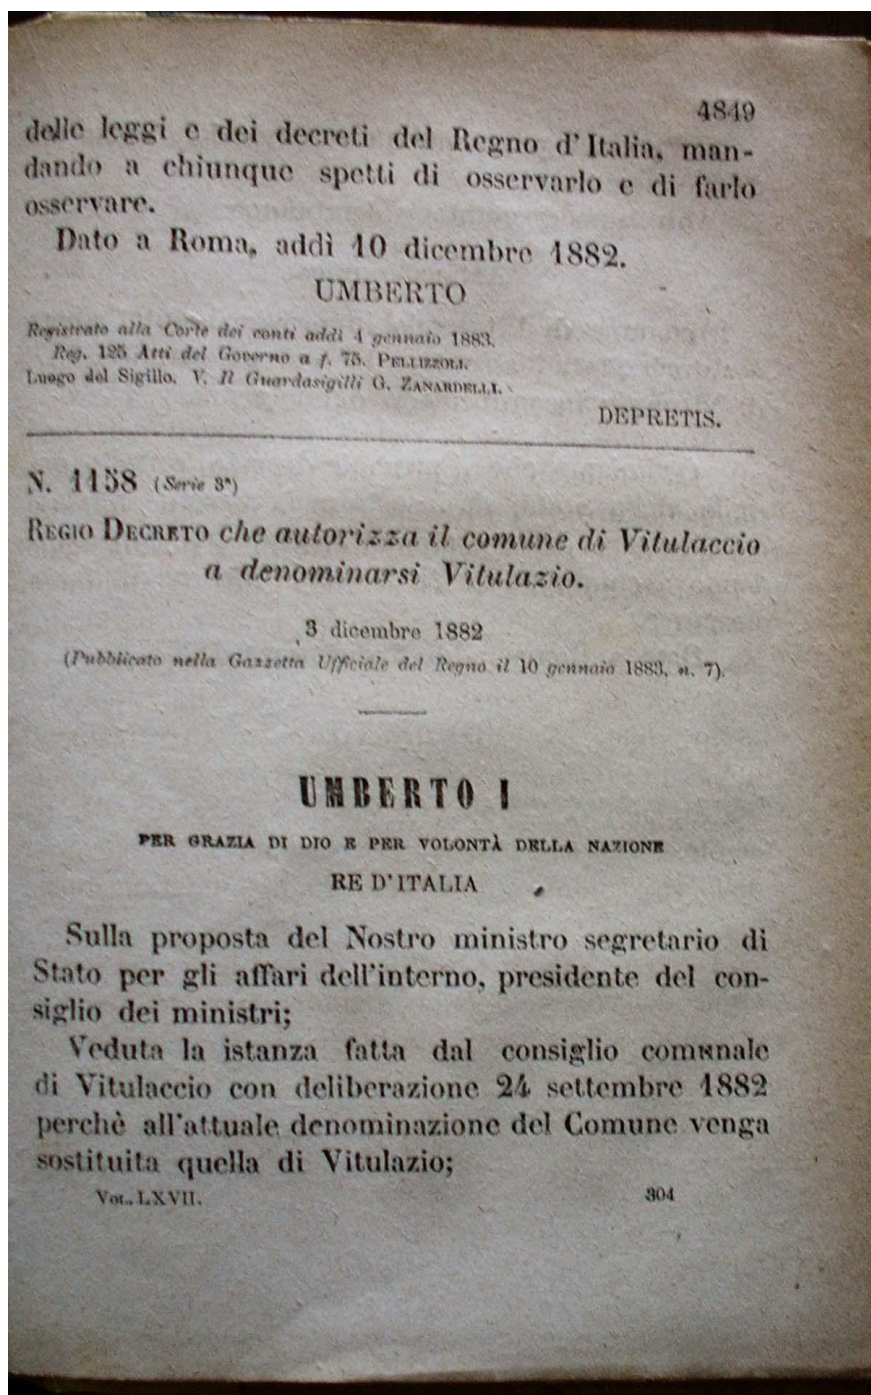 4849
delle leggi e dei decreti del Regno d'Italia, man-
dando a chiunque spetti di osservarlo e di farlo
osservare.
Dato a Roma, addì 10 dicembre 1882.
UMBERTO
Registrato alla Corte dei conti addì 4 gennaio 1883.
Reg. 125 Atti del Governo a f. 75. PELLIZZOLI.
Luogo del Sigillo. V. Il Guardasigilli G. ZANARDELLI.
DEPRETIS.
N. 1158 (Serie 3ª)
REGIO DECRETO che autorizza il comune di Vitulaccio
a denominarsi Vitulazio.
3 dicembre 1882
(Pubblicato nella Gazzetta Ufficiale del Regno il 10 gennaio 1883, n. 7).
UMBERTO I
PER GRAZIA DI DIO E PER VOLONTÀ DELLA NAZIONE
RE D'ITALIA
Sulla proposta del Nostro ministro segretario di
Stato per gli affari dell'interno, presidente del con-
siglio dei ministri;
Veduta la istanza fatta dal consiglio comunale
di Vitulaccio con deliberazione 24 settembre 1882
perchè all'attuale denominazione del Comune venga
sostituita quella di Vitulazio;
VOL. LXVII. 304